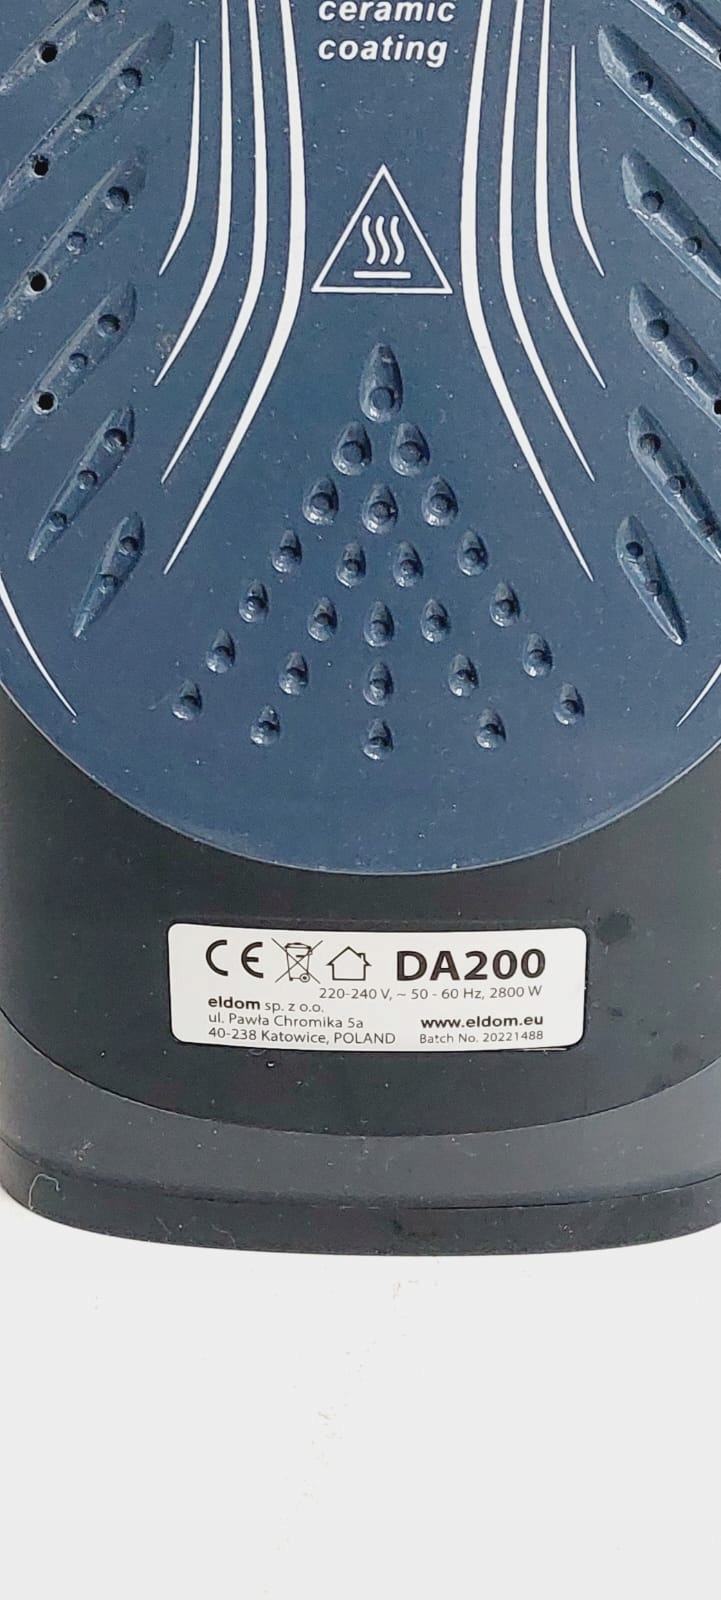 ceramic
coating
CE DA200
220-240 V, ~ 50 - 60 Hz, 2800 W
eldom sp. z o.o.
ul. Pawła Chromika 5a
40-238 Katowice, POLAND
www.eldom.eu
Batch No. 20221488